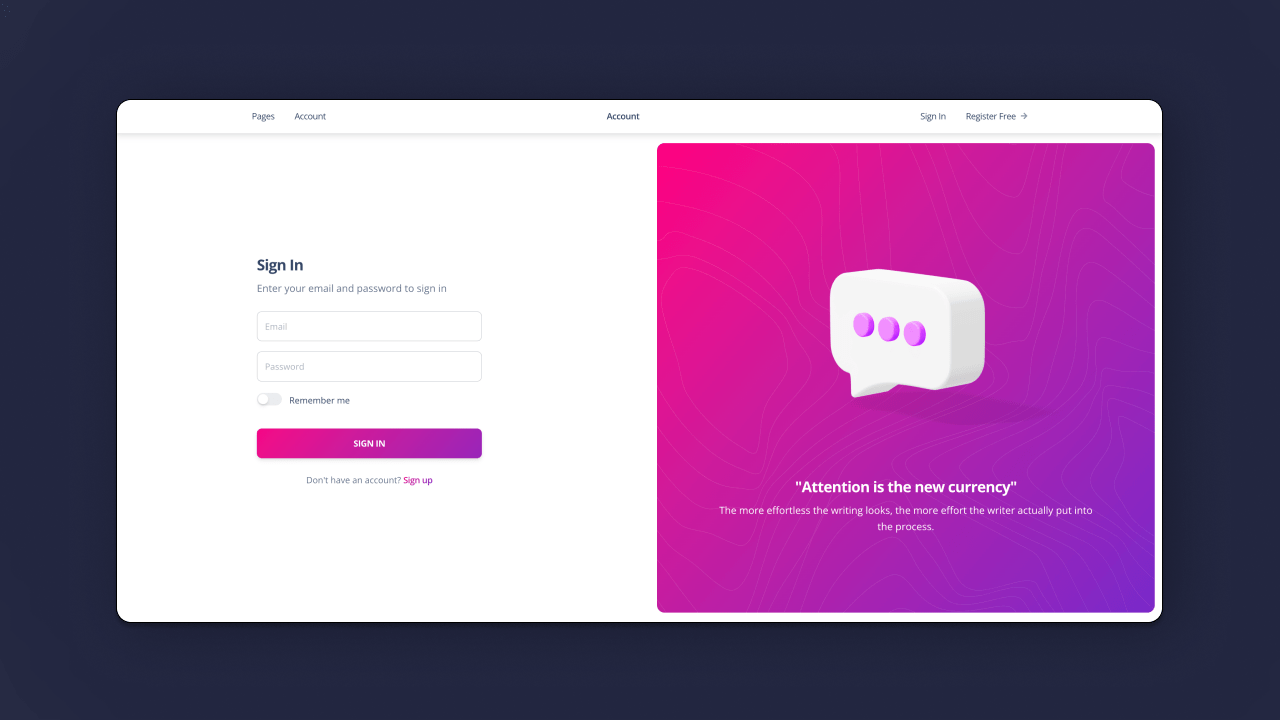 Pages Account Account Sign In Register Free →
Sign In
Enter your email and password to sign in
Email
Password
Remember me
SIGN IN
Don't have an account? Sign up
"Attention is the new currency"
The more effortless the writing looks, the more effort the writer actually put into
the process.